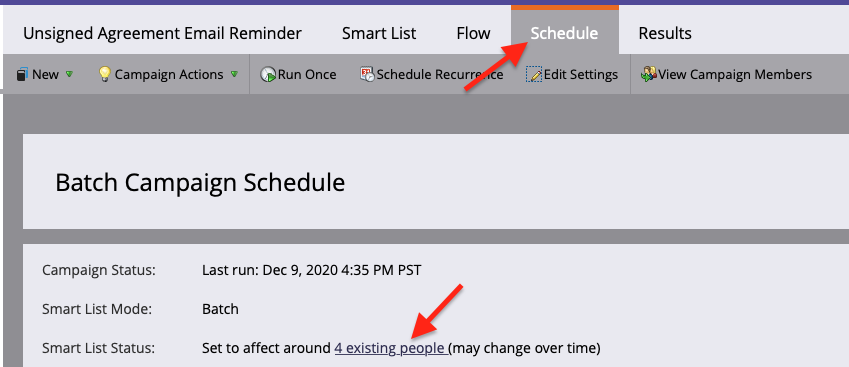 Unsigned Agreement Email Reminder Smart List Flow Schedule Results
New Campaign Actions Run Once Schedule Recurrence Edit Settings View Campaign Members
Batch Campaign Schedule
Campaign Status: Last run: Dec 9, 2020 4:35 PM PST
Smart List Mode: Batch
Smart List Status: Set to affect around 4 existing people (may change over time)